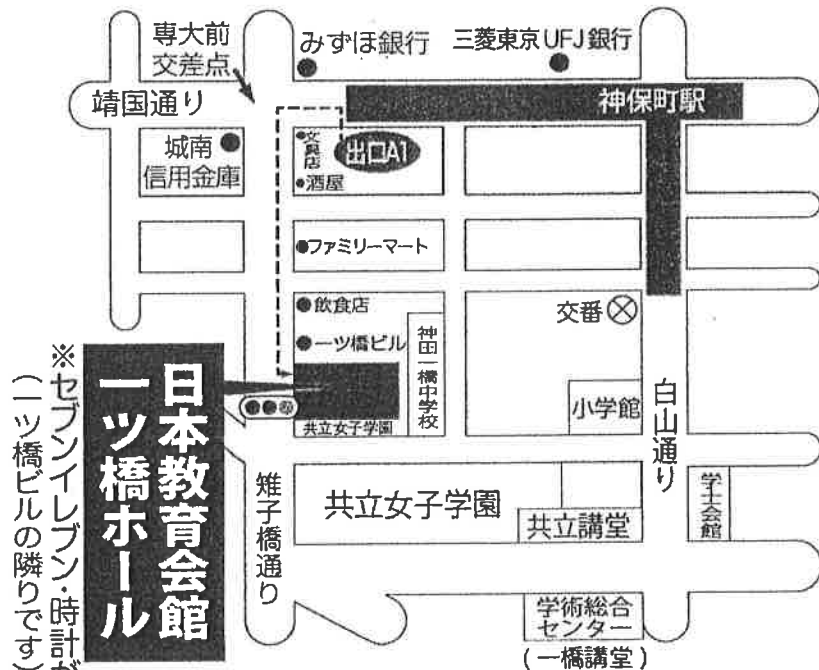 専大前
交差点
みずほ銀行
三菱東京UFJ銀行
靖国通り
神保町駅
城南
信用金庫
文具店
出口A1
酒屋
ファミリーマート
飲食店
一ツ橋ビル
神田一橋中学校
交番
小学館
白山通り
共立女子学園
日本教育会館
一ツ橋ホール
※セブンイレブン・時計が
(一ツ橋ビルの隣りです)
雉子橋通り
共立女子学園
共立講堂
学士会館
学術総合
センター
(一橋講堂)